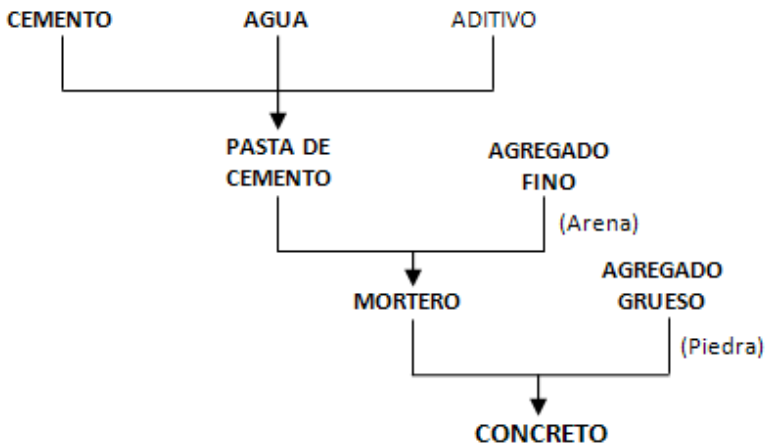 CEMENTO AGUA ADITIVO
PASTA DE
CEMENTO
AGREGADO
FINO
(Arena)
MORTERO
AGREGADO
GRUESO
(Piedra)
CONCRETO